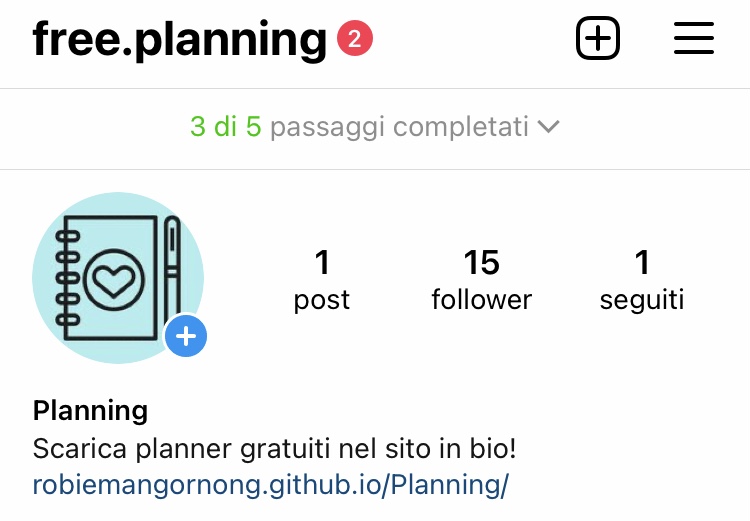 free.planning 2
3 di 5 passaggi completati
1 15 1
post follower seguiti
Planning
Scarica planner gratuiti nel sito in bio!
robiemangornong.github.io/Planning/